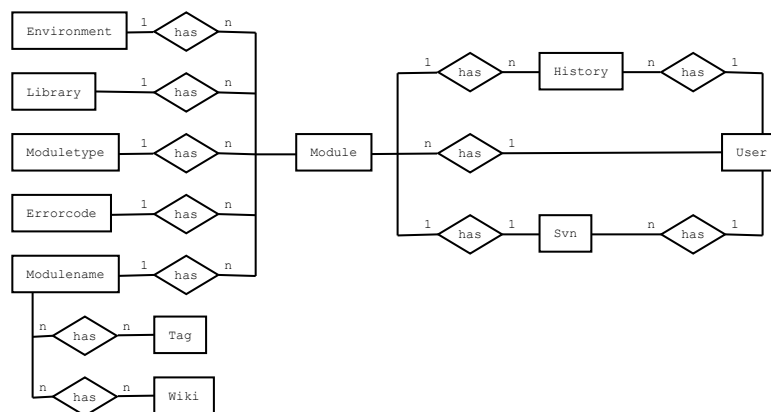 Environment 1 has n
Library 1 has n
Moduletype 1 has n
Errorcode 1 has n
Modulename 1 has n
n has n Tag
n has n Wiki
Module
1 has n History n has 1
n has 1 User
1 has 1 Svn n has 1